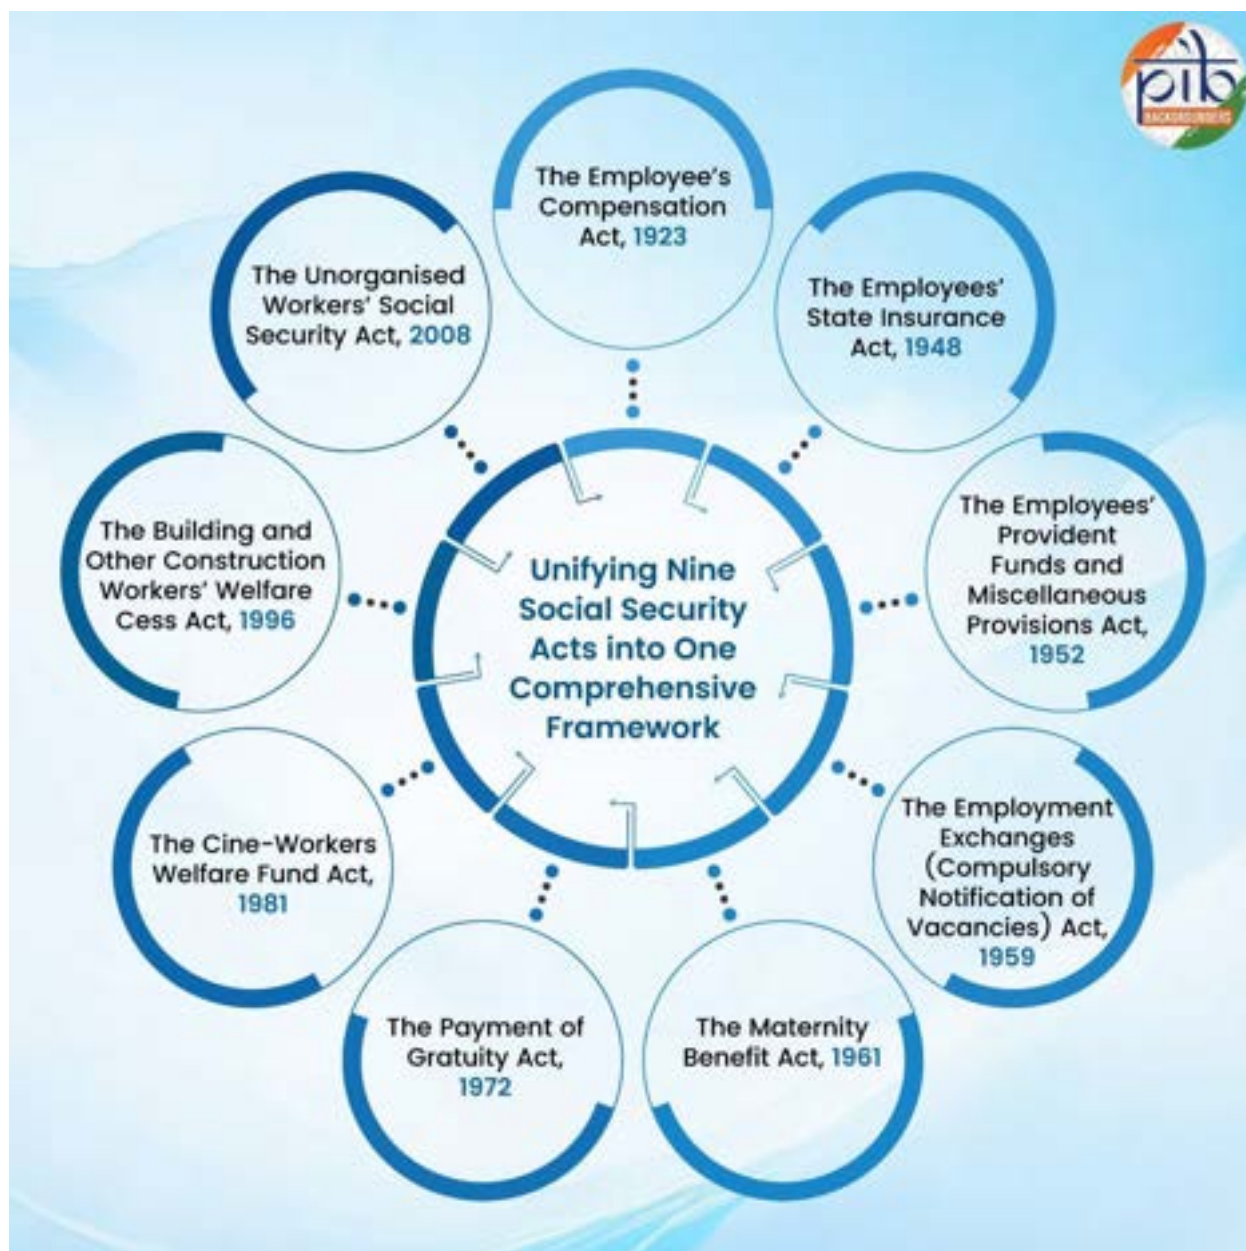 pib
BACKGROUNDERS
The Employee's
Compensation
Act, 1923
The Employees'
State Insurance
Act, 1948
The Employees'
Provident
Funds and
Miscellaneous
Provisions Act,
1952
The Employment
Exchanges
(Compulsory
Notification of
Vacancies) Act,
1959
The Maternity
Benefit Act, 1961
The Payment of
Gratuity Act,
1972
The Cine-Workers
Welfare Fund Act,
1981
The Building and
Other Construction
Workers' Welfare
Cess Act, 1996
The Unorganised
Workers' Social
Security Act, 2008
Unifying Nine
Social Security
Acts into One
Comprehensive
Framework